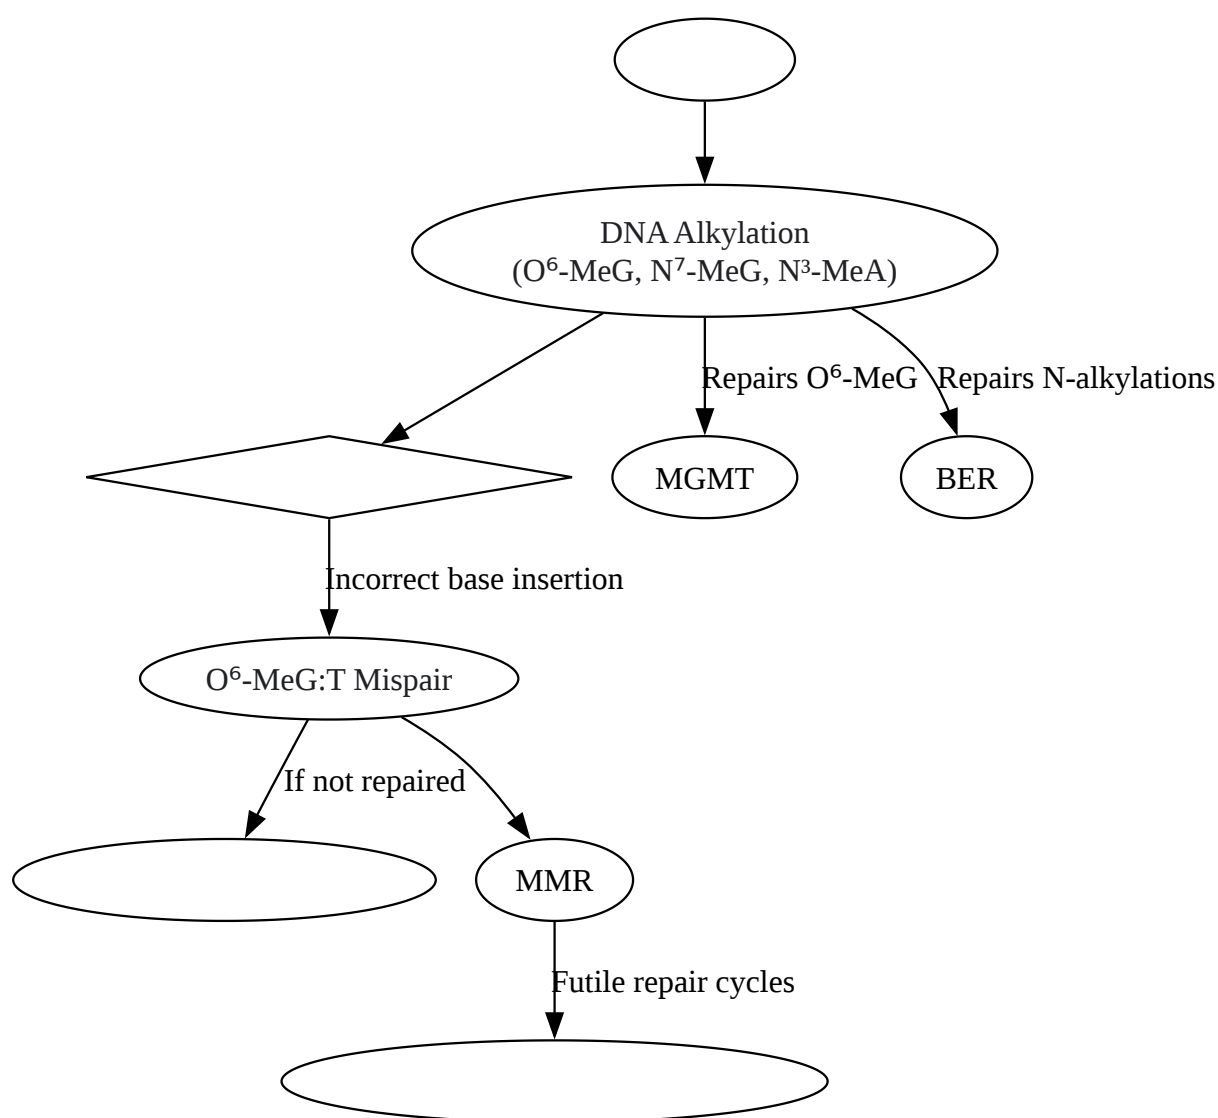 DNA Alkylation
(O⁶-MeG, N⁷-MeG, N³-MeA)
Repairs O⁶-MeG
Repairs N-alkylations
MGMT
BER
Incorrect base insertion
O⁶-MeG:T Mispair
If not repaired
MMR
Futile repair cycles